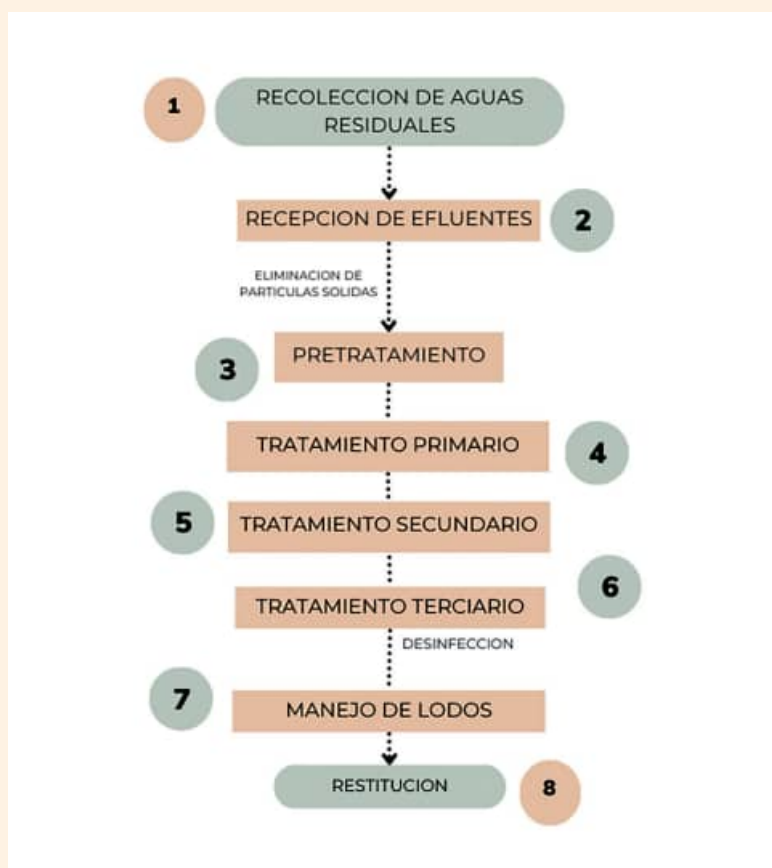 1
RECOLECCION DE AGUAS
RESIDUALES
RECEPCION DE EFLUENTES
2
ELIMINACION DE
PARTICULAS SOLIDAS
3
PRETRATAMIENTO
TRATAMIENTO PRIMARIO
4
5
TRATAMIENTO SECUNDARIO
6
TRATAMIENTO TERCIARIO
DESINFECCION
7
MANEJO DE LODOS
RESTITUCION
8